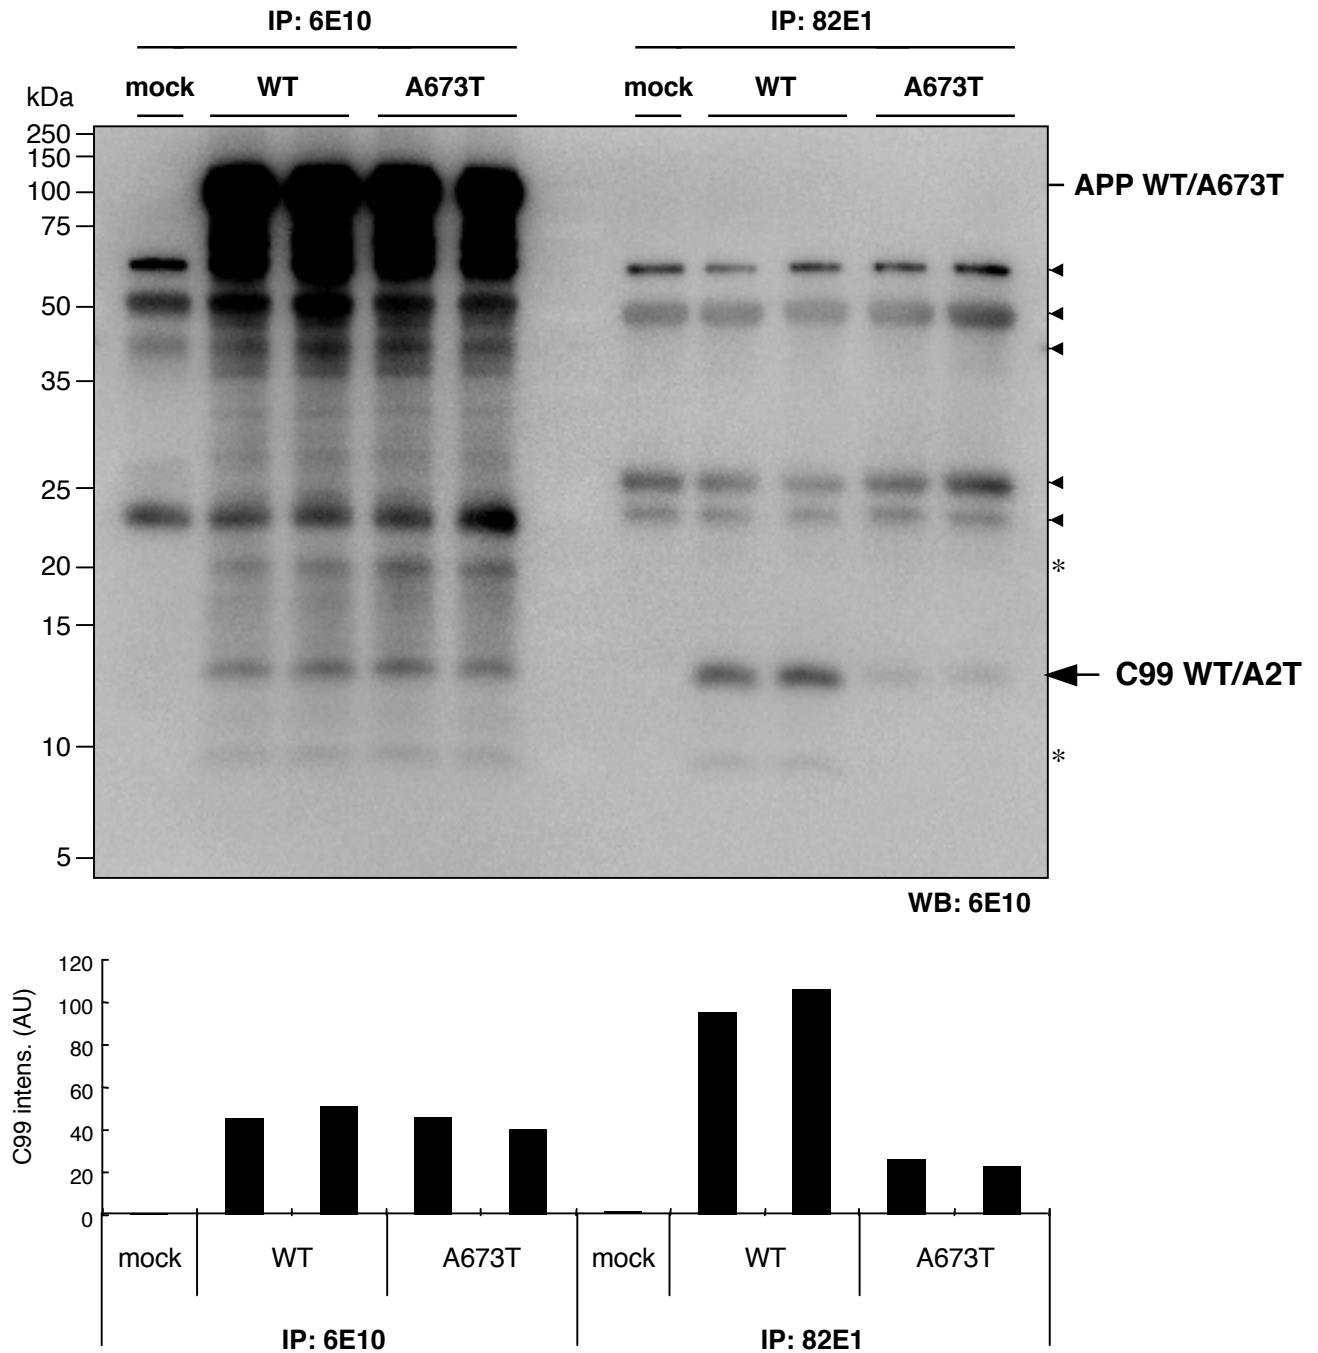 IP: 6E10 IP: 82E1
kDa mock WT A673T mock WT A673T
250
150
100 APP WT/A673T
75
50
35
25
20 *
15
C99 WT/A2T
10 *
5
WB: 6E10
C99 intens. (AU)
120
100
80
60
40
20
0
mock WT A673T mock WT A673T
IP: 6E10 IP: 82E1